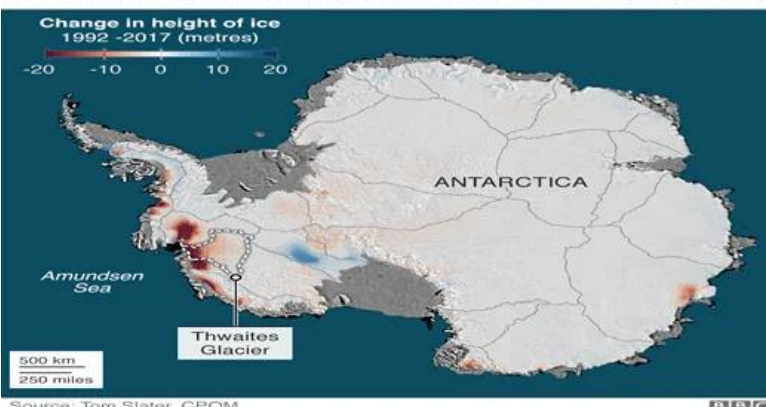 Change in height of ice
1992 -2017 (metres)
-20 -10 0 10 20
ANTARCTICA
Amundsen
Sea
Thwaites
Glacier
500 km
250 miles
Source: Tom Slater, CPOM
BBC